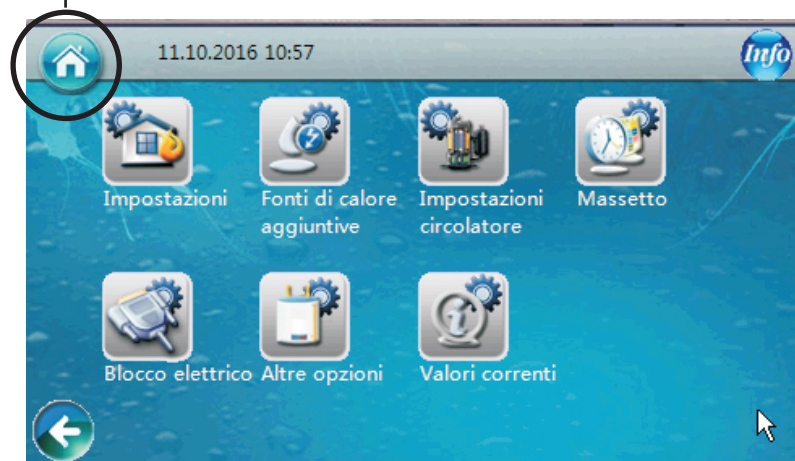 11.10.2016 10:57
Info
Impostazioni
Fonti di calore
aggiuntive
Impostazioni
circolatore
Massetto
Blocco elettrico
Altre opzioni
Valori correnti